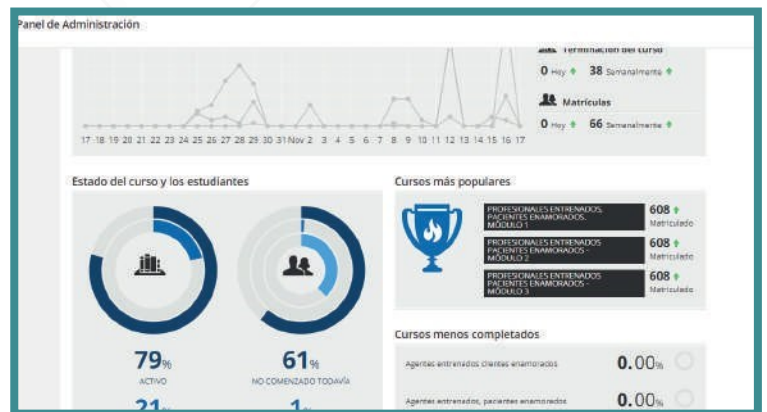 Panel de Administración
Terminación del curso
0 Hoy 38 Semanalmente
Matrículas
0 Hoy 66 Semanalmente
17 18 19 20 21 22 23 24 25 26 27 28 29 30 31 Nov 2 3 4 5 6 7 8 9 10 11 12 13 14 15 16 17
Estado del curso y los estudiantes
Cursos más populares
PROFESIONALES ENTRENADOS,
PACIENTES ENAMORADOS.
MÓDULO 1
608
Matriculado
PROFESIONALES ENTRENADOS
PACIENTES ENAMORADOS -
MÓDULO 2
608
Matriculado
PROFESIONALES ENTRENADOS
PACIENTES ENAMORADOS -
MÓDULO 3
608
Matriculado
79%
ACTIVO
61%
NO COMENZADO TODAVÍA
21%
1%
Cursos menos completados
Agentes entrenados clientes enamorados
0.00%
Agentes entrenados, pacientes enamorados
0.00%